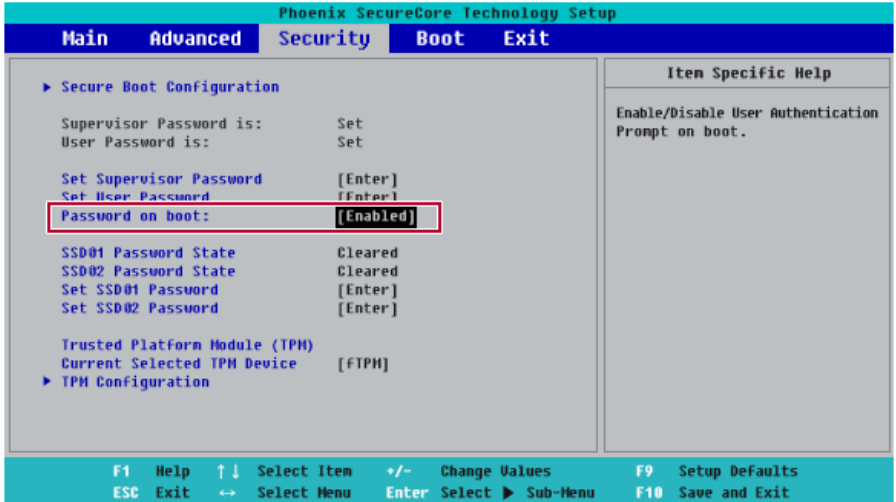 Phoenix SecureCore Technology Setup
Main Advanced Security Boot Exit
Item Specific Help
Enable/Disable User Authentication
Prompt on boot.
▶ Secure Boot Configuration
Supervisor Password is: Set
User Password is: Set
Set Supervisor Password [Enter]
Set User Password [Enter]
Password on boot: [Enabled]
SSD01 Password State Cleared
SSD02 Password State Cleared
Set SSD01 Password [Enter]
Set SSD02 Password [Enter]
Trusted Platform Module (TPM)
Current Selected TPM Device [fTPM]
▶ TPM Configuration
F1 Help ↑↓ Select Item +/- Change Values F9 Setup Defaults
ESC Exit ↔ Select Menu Enter Select ▶ Sub-Menu F10 Save and Exit